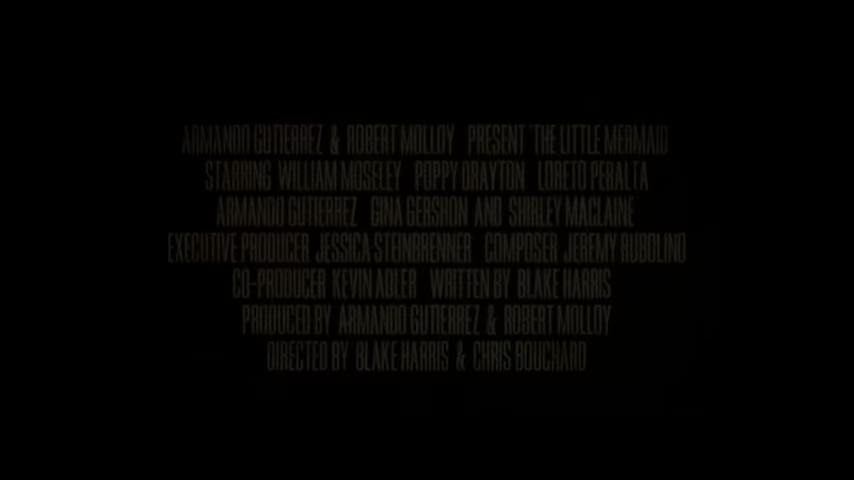 ARMANDO GUTIERREZ & ROBERT MOLLOY PRESENT 'THE LITTLE MERMAID'
STARRING WILLIAM MOSELEY POPPY DRAYTON LORETO PERALTA
ARMANDO GUTIERREZ GINA GERSHON AND SHIRLEY MACLAINE
EXECUTIVE PRODUCER JESSICA STEINBRENNER COMPOSER JEREMY RUBOLINO
CO-PRODUCER KEVIN ADLER WRITTEN BY BLAKE HARRIS
PRODUCED BY ARMANDO GUTIERREZ & ROBERT MOLLOY
DIRECTED BY BLAKE HARRIS & CHRIS BOUCHARD